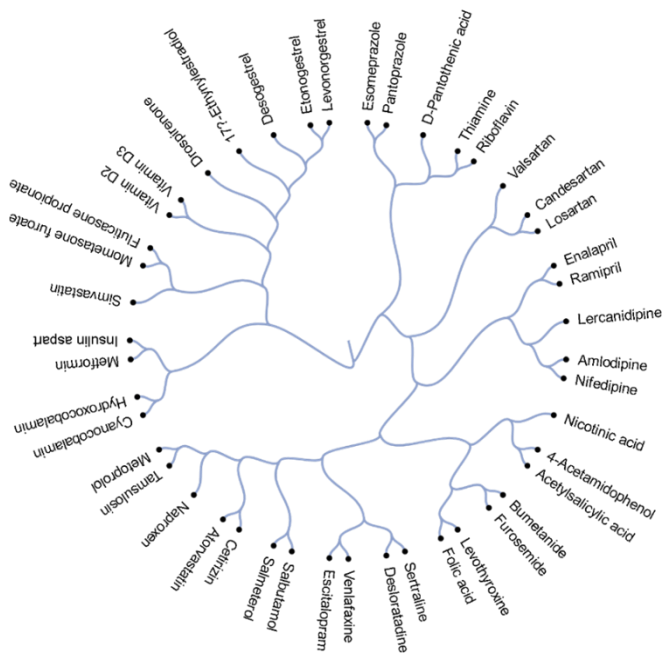 Esomeprazole
Pantoprazole
D-Pantothenic acid
Thiamine
Riboflavin
Valsartan
Candesartan
Losartan
Enalapril
Ramipril
Lercanidipine
Amlodipine
Nifedipine
Nicotinic acid
4-Acetamidophenol
Acetylsalicylic acid
Bumetanide
Furosemide
Levothyroxine
Folic acid
Sertraline
Desloratadine
Venlafaxine
Escitalopram
Salbutamol
Salmeterol
Cetirizin
Atorvastatin
Naproxen
Tamsulosin
Metoprolol
Cyanocobalamin
Hydroxocobalamin
Metformin
Insulin aspart
Simvastatin
Mometasone furoate
Fluticasone propionate
Vitamin D2
Vitamin D3
Drospirenone
17?-Ethynylestradiol
Desogestrel
Etonogestrel
Levonorgestrel